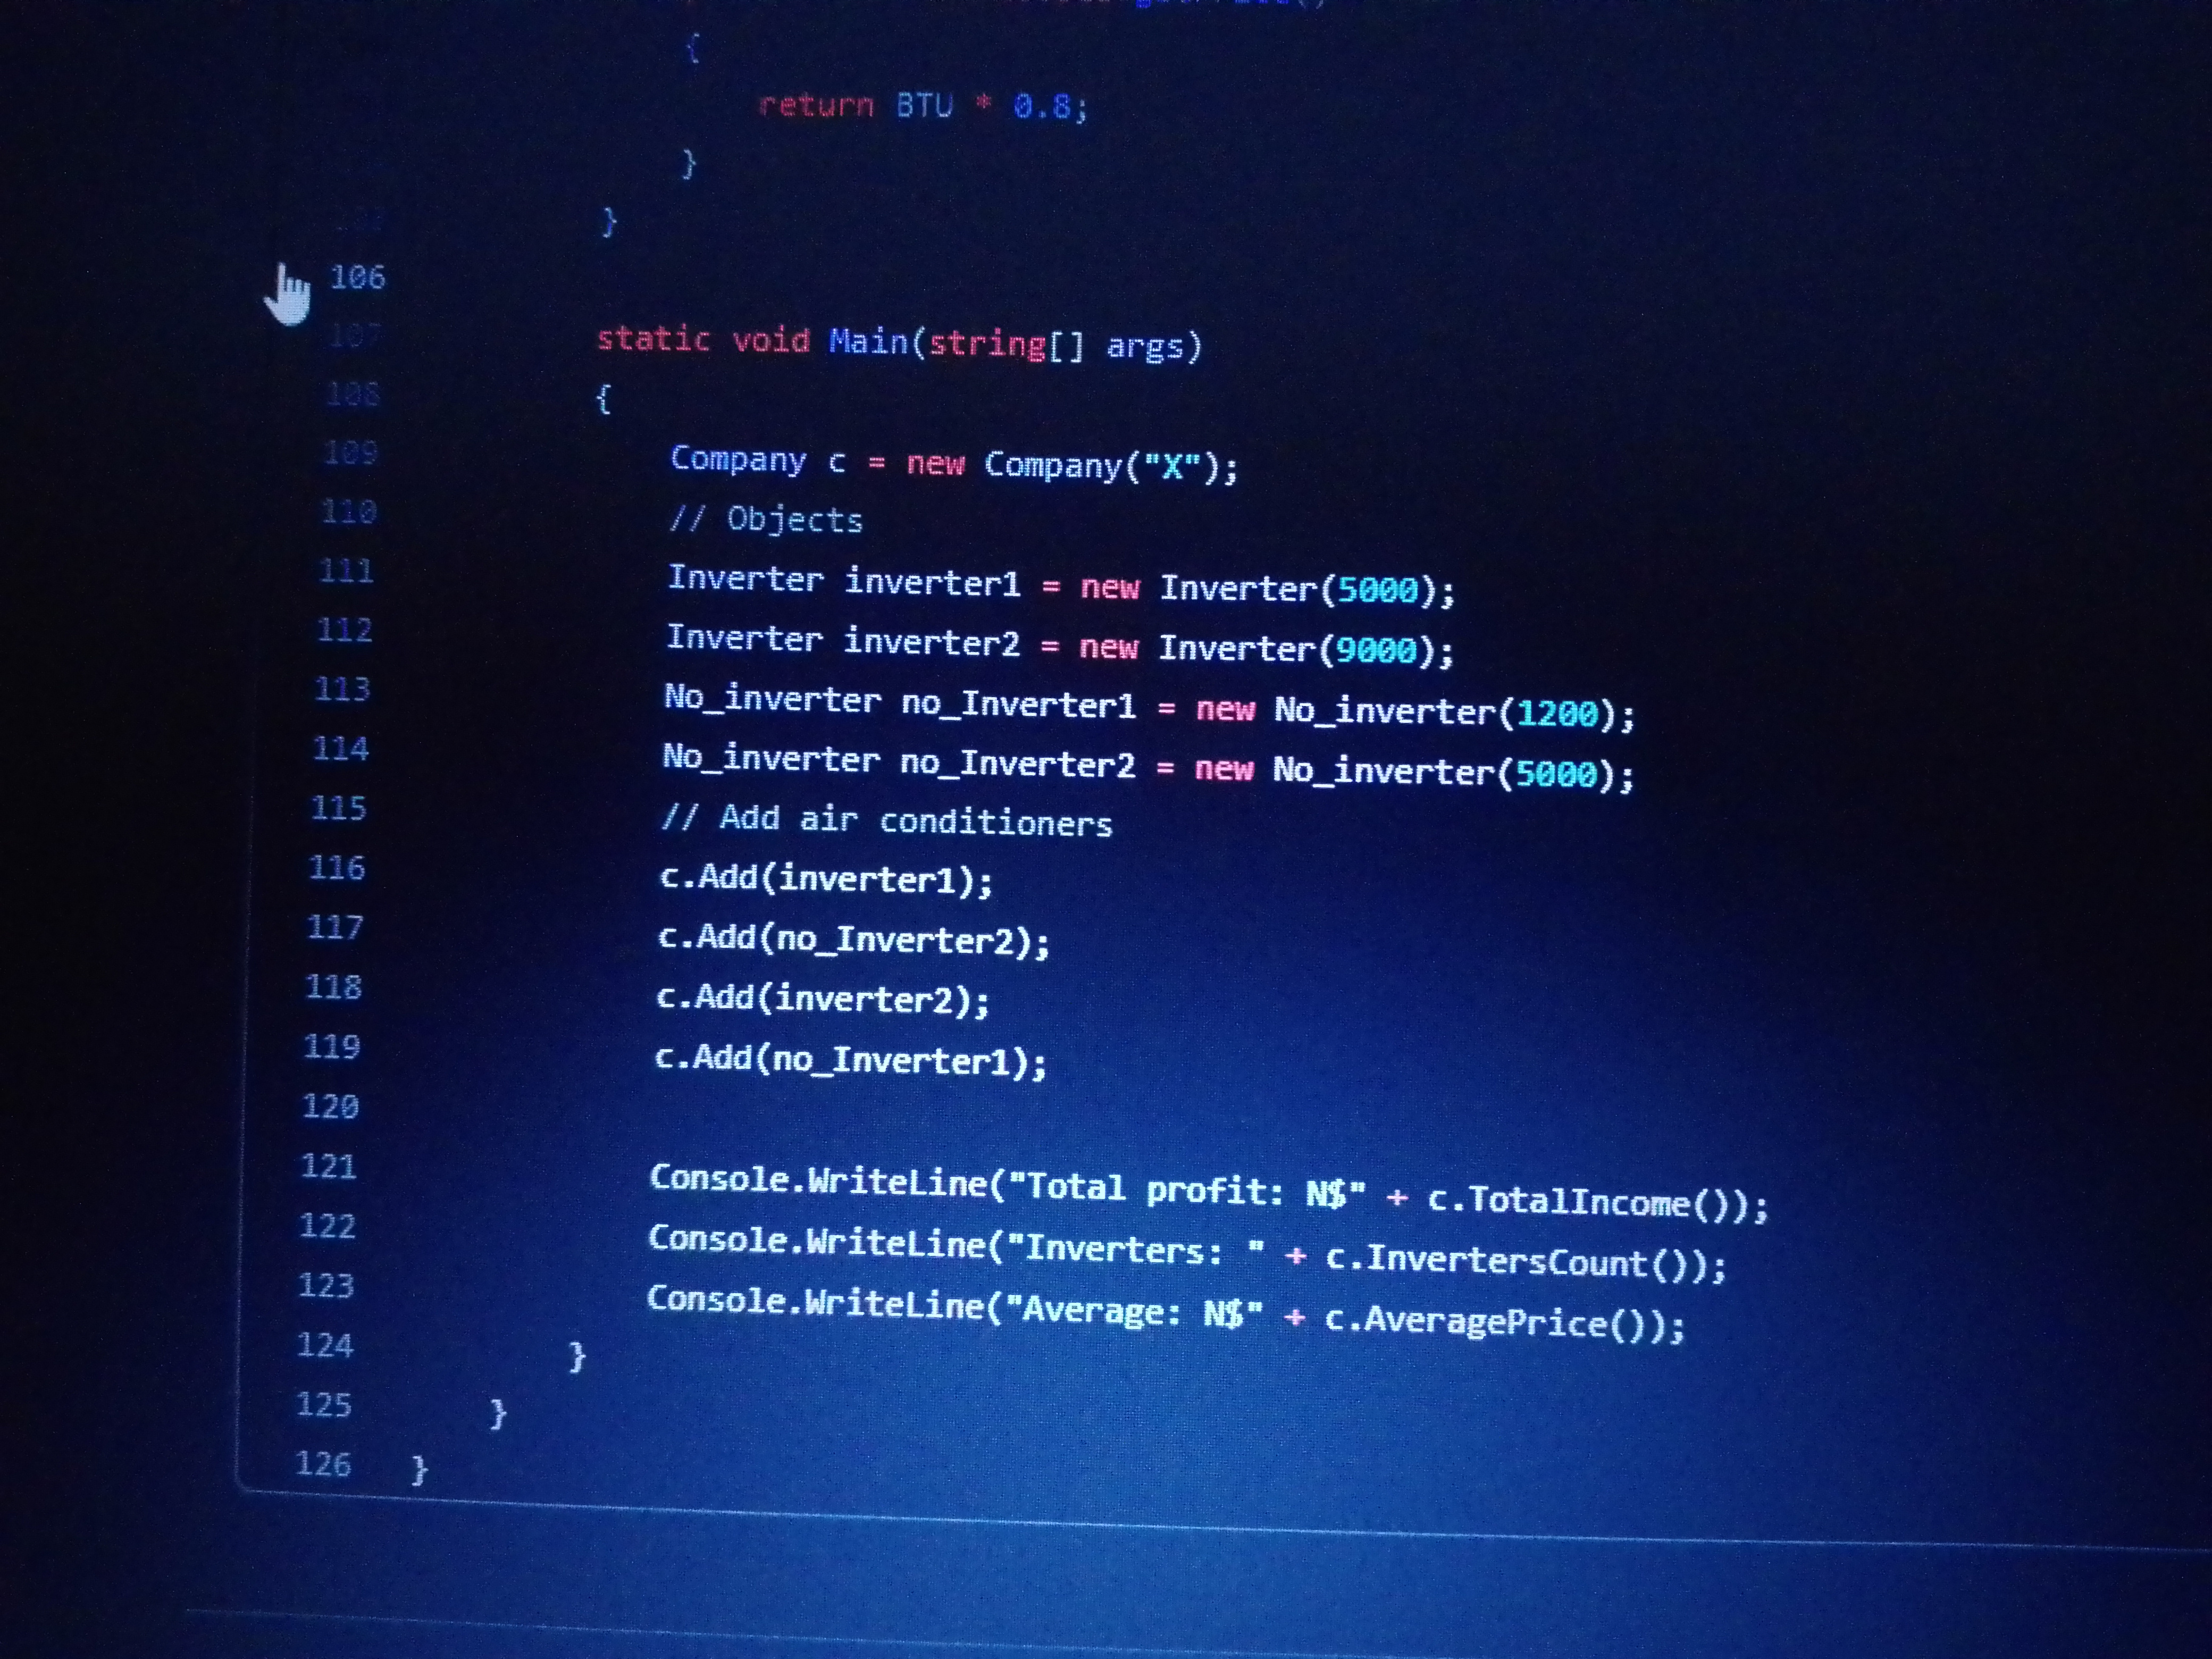 {
return BTU * 0.8;
}
}
106
107 static void Main(string[] args)
108 {
109 Company c = new Company("X");
110 // Objects
111 Inverter inverter1 = new Inverter(5000);
112 Inverter inverter2 = new Inverter(9000);
113 No_inverter no_Inverter1 = new No_inverter(1200);
114 No_inverter no_Inverter2 = new No_inverter(5000);
115 // Add air conditioners
116 c.Add(inverter1);
117 c.Add(no_Inverter2);
118 c.Add(inverter2);
119 c.Add(no_Inverter1);
120
121 Console.WriteLine("Total profit: N$" + c.TotalIncome());
122 Console.WriteLine("Inverters: " + c.InvertersCount());
123 Console.WriteLine("Average: N$" + c.AveragePrice());
124 }
125 }
126 }